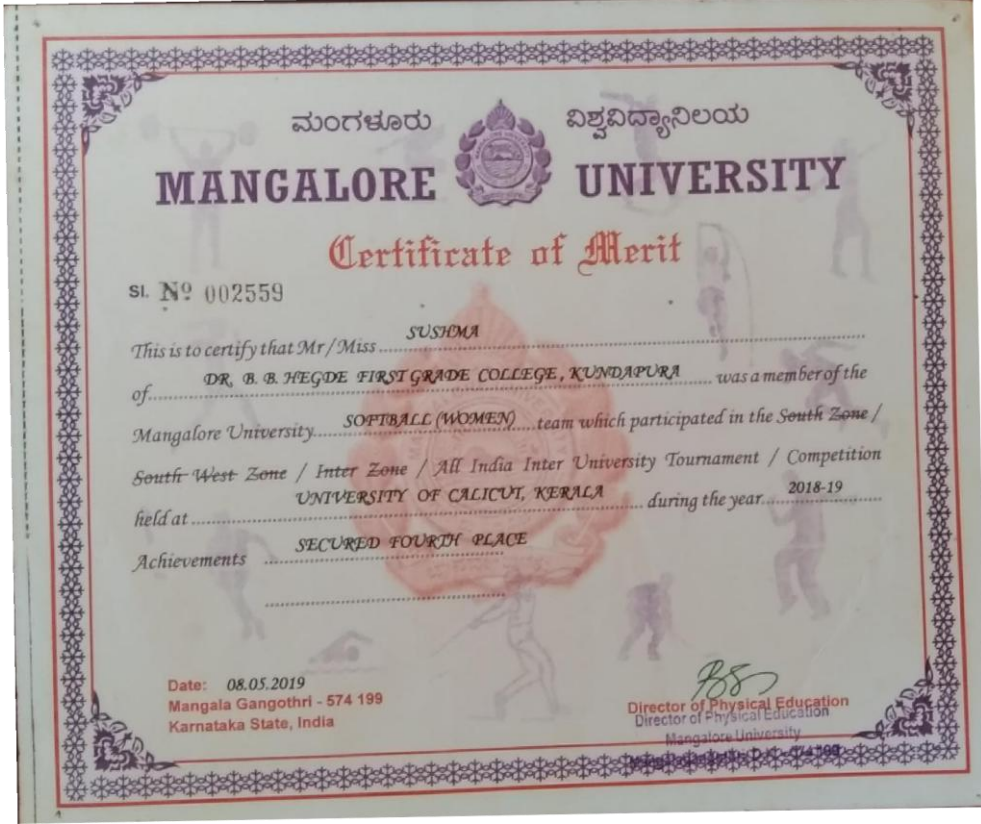 ಮಂಗಳೂರು ವಿಶ್ವವಿದ್ಯಾನಿಲಯ
MANGALORE UNIVERSITY
Certificate of Merit
Sl. Nº 002559
This is to certify that Mr/Miss SUSHMA
of DR. B. B. HEGDE FIRST GRADE COLLEGE, KUNDAPURA was a member of the
Mangalore University SOFTBALL (WOMEN) team which participated in the South Zone /
South West Zone / Inter Zone / All India Inter University Tournament / Competition
held at UNIVERSITY OF CALICUT, KERALA during the year 2018-19
Achievements SECURED FOURTH PLACE
Date: 08.05.2019
Mangala Gangothri - 574 199
Karnataka State, India
Director of Physical Education
Director of Physical Education
Mangalore University